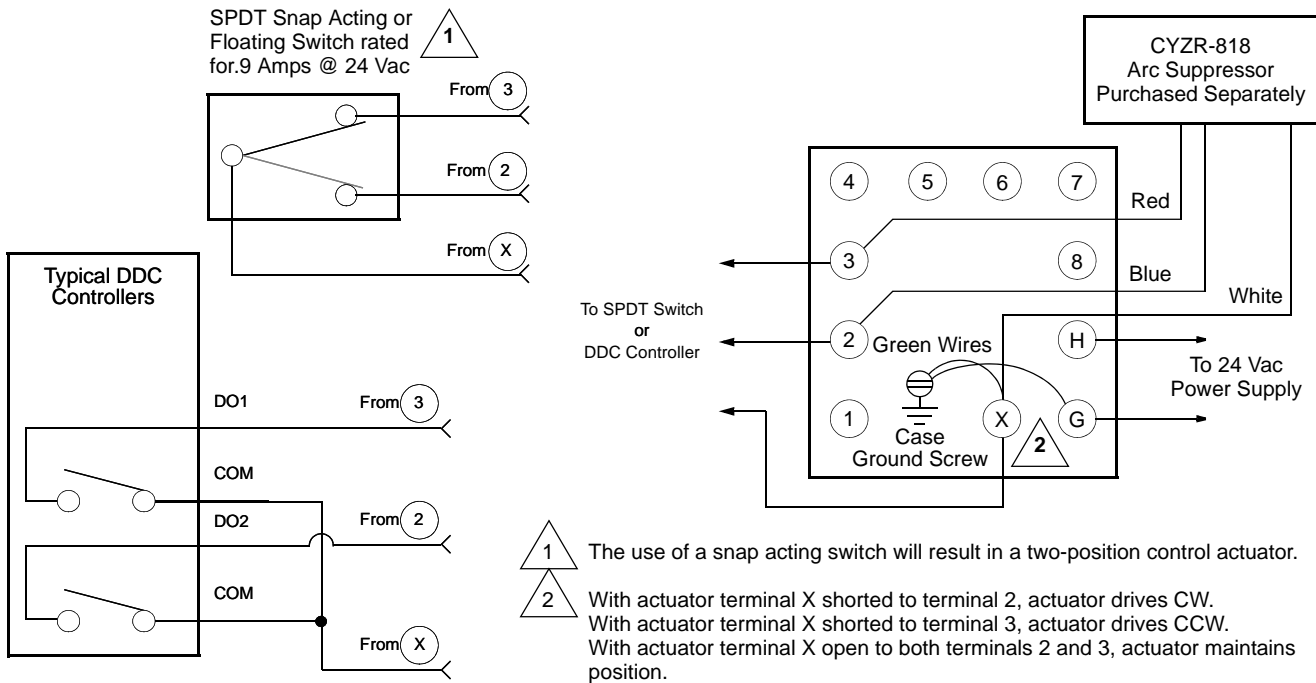 SPDT Snap Acting or
Floating Switch rated
for.9 Amps @ 24 Vac
1
From 3
From 2
From X
Typical DDC
Controllers
DO1
From 3
COM
DO2
From 2
COM
From X
CYZR-818
Arc Suppressor
Purchased Separately
4 5 6 7
Red
3
8
Blue
White
To SPDT Switch
or
DDC Controller
2
Green Wires
H
To 24 Vac
Power Supply
1
X
G
Case
Ground Screw
2
1 The use of a snap acting switch will result in a two-position control actuator.
2 With actuator terminal X shorted to terminal 2, actuator drives CW.
With actuator terminal X shorted to terminal 3, actuator drives CCW.
With actuator terminal X open to both terminals 2 and 3, actuator maintains
position.